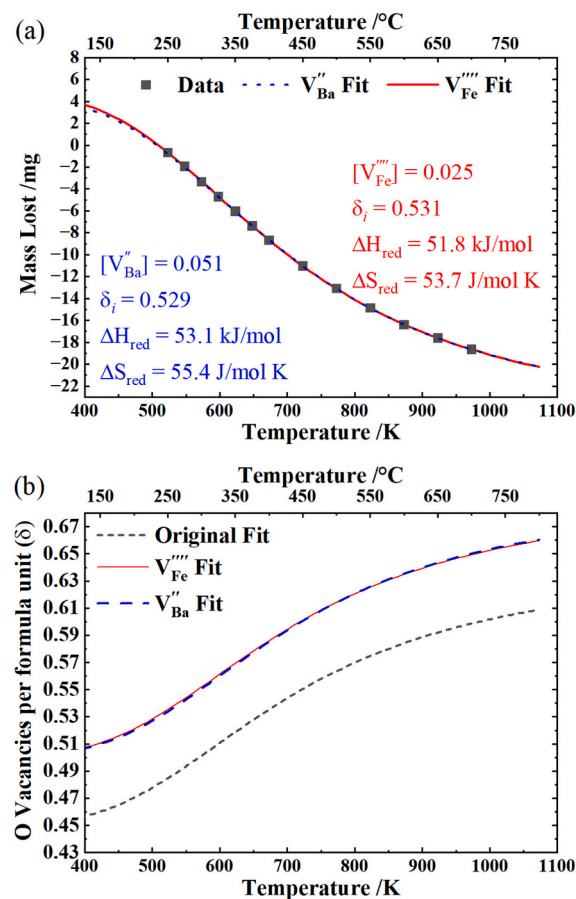 (a)
Temperature /°C
150 250 350 450 550 650 750
Data V″Ba Fit V⁗Fe Fit
8
6
4
2
0
−2
−4
−6
−8
−10
−12
−14
−16
−18
−20
−22
Mass Lost /mg
[V⁗Fe] = 0.025
δi = 0.531
ΔHred = 51.8 kJ/mol
ΔSred = 53.7 J/mol K
[V″Ba] = 0.051
δi = 0.529
ΔHred = 53.1 kJ/mol
ΔSred = 55.4 J/mol K
400 500 600 700 800 900 1000 1100
Temperature /K
(b)
Temperature /°C
150 250 350 450 550 650 750
Original Fit
V⁗Fe Fit
V″Ba Fit
0.67
0.65
0.63
0.61
0.59
0.57
0.55
0.53
0.51
0.49
0.47
0.45
0.43
O Vacancies per formula unit (δ)
400 500 600 700 800 900 1000 1100
Temperature /K